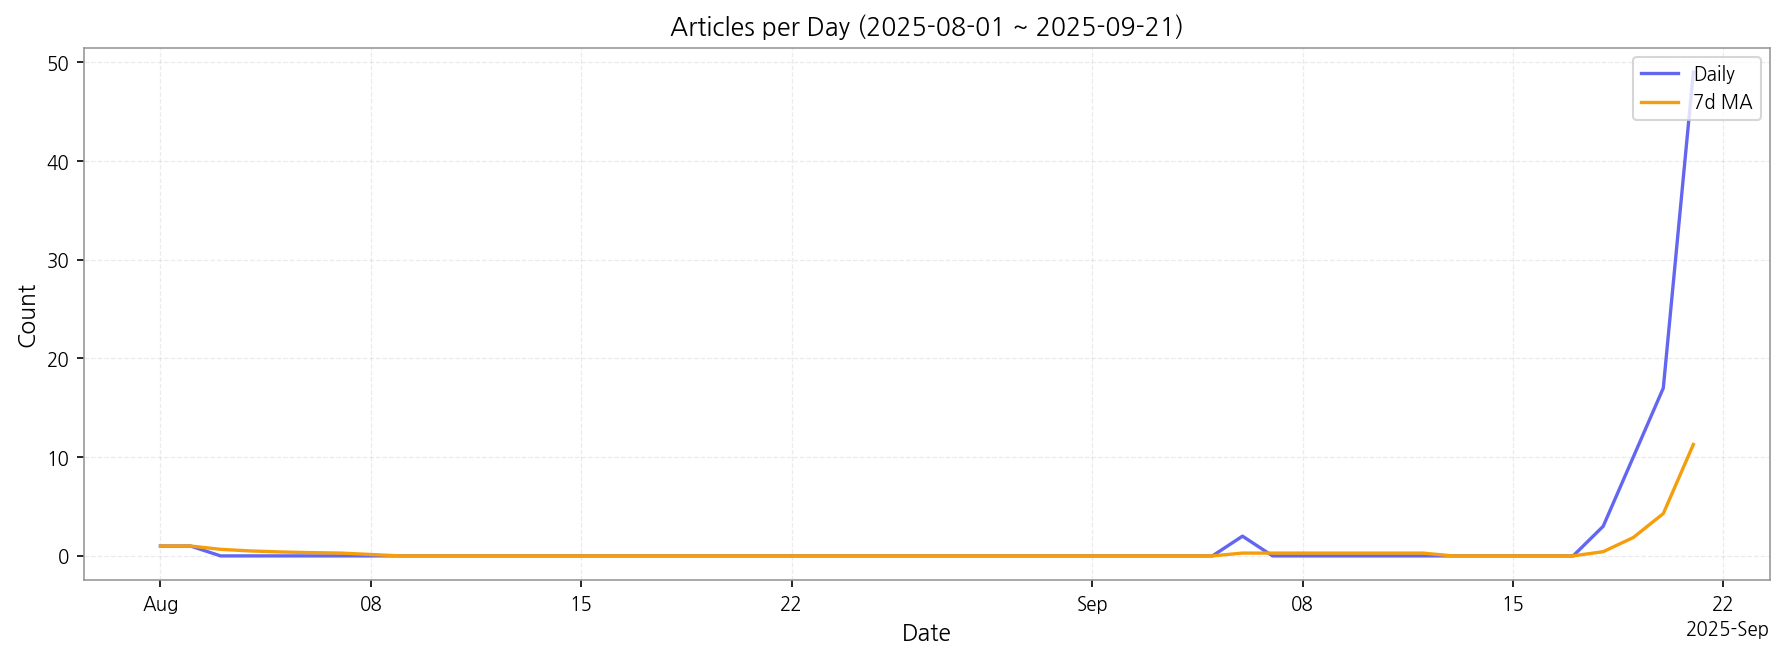 Articles per Day (2025-08-01 ~ 2025-09-21)
Count
50
40
30
20
10
0
Daily
7d MA
Aug 08 15 22 Sep 08 15 22
2025-Sep
Date